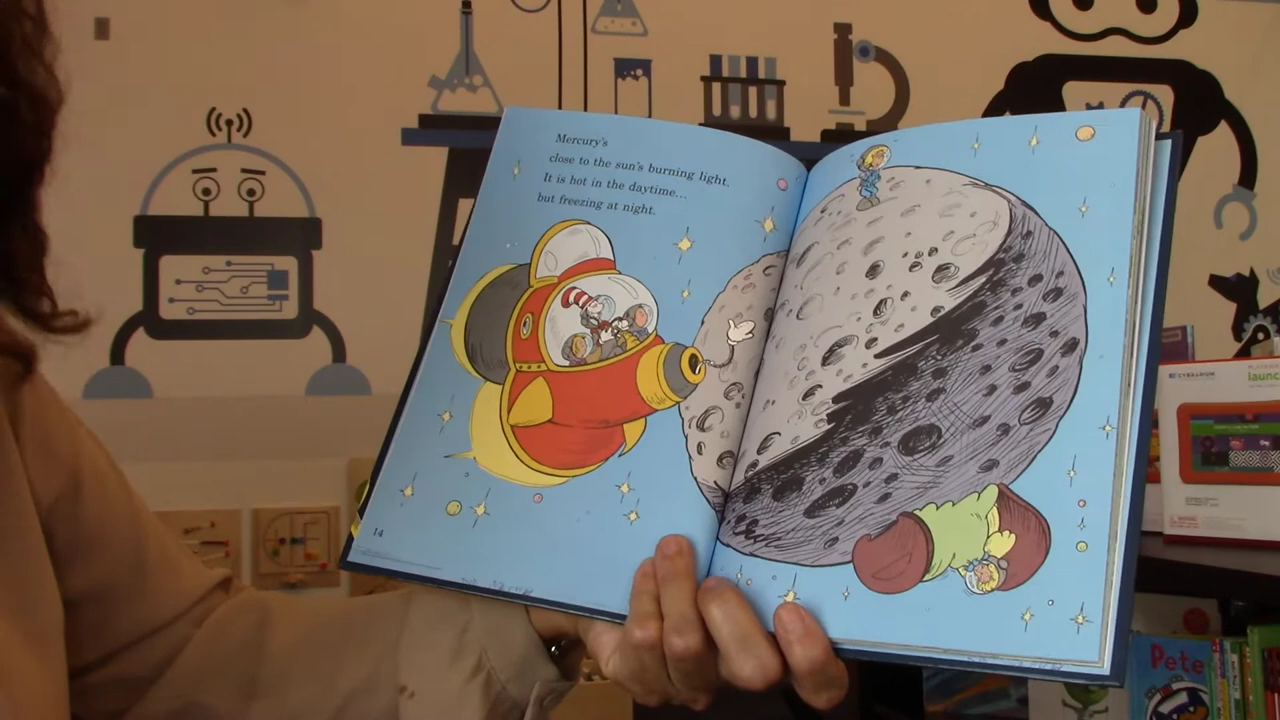 Mercury's
close to the sun's burning light.
It is hot in the daytime...
but freezing at night.
14
launc
Pete